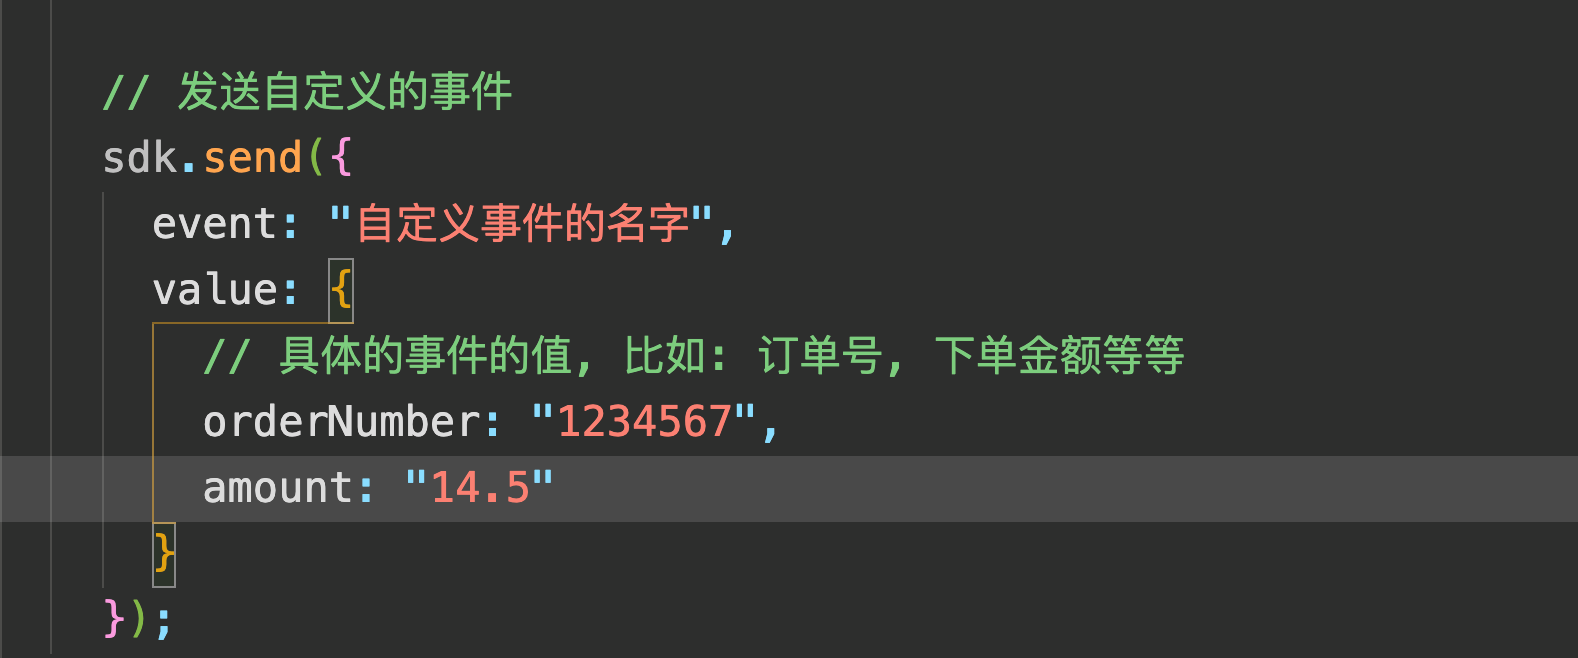 // 发送自定义的事件
sdk.send({
event: "自定义事件的名字",
value: {
// 具体的事件的值, 比如: 订单号, 下单金额等等
orderNumber: "1234567",
amount: "14.5"
}
});